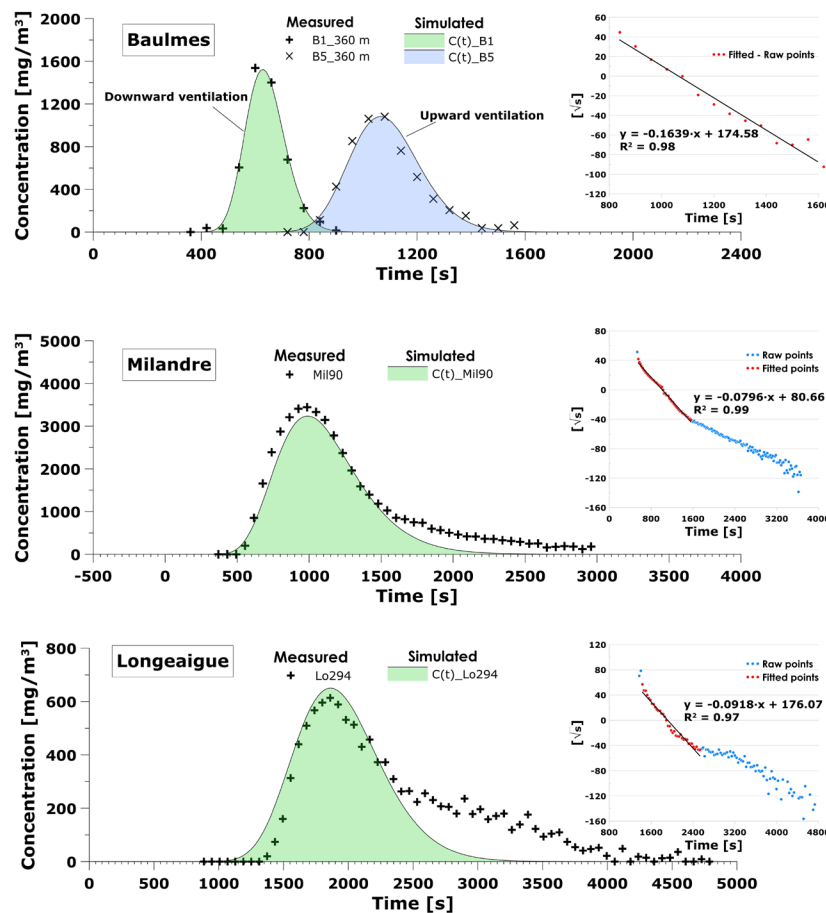 Baulmes
Measured
Simulated
B1_360 m
C(t)_B1
B5_360 m
C(t)_B5
Downward ventilation
Upward ventilation
Concentration [mg/m³]
2000
1600
1200
800
400
0
0 400 800 1200 1600 2000 2400
Time [s]
60
40
20
0
-20
-40
-60
-80
-100
-120
[√s]
Fitted - Raw points
y = -0.1639·x + 174.58
R² = 0.98
800 1000 1200 1400 1600
Time [s]
Milandre
Measured
Simulated
Mil90
C(t)_Mil90
Concentration [mg/m³]
5000
4000
3000
2000
1000
0
-500 0 500 1000 1500 2000 2500 3000 3500 4000
Time [s]
80
40
0
-40
-80
-120
-160
[√s]
Raw points
Fitted points
y = -0.0796·x + 80.66
R² = 0.99
0 800 1600 2400 3200 4000
Time [s]
Longeaigue
Measured
Simulated
Lo294
C(t)_Lo294
Concentration [mg/m³]
800
600
400
200
0
0 500 1000 1500 2000 2500 3000 3500 4000 5000
Time [s]
120
80
40
0
-40
-80
-120
-160
[√s]
Raw points
Fitted points
y = -0.0918·x + 176.07
R² = 0.97
800 1600 2400 3200 4000 4800
Time [s]